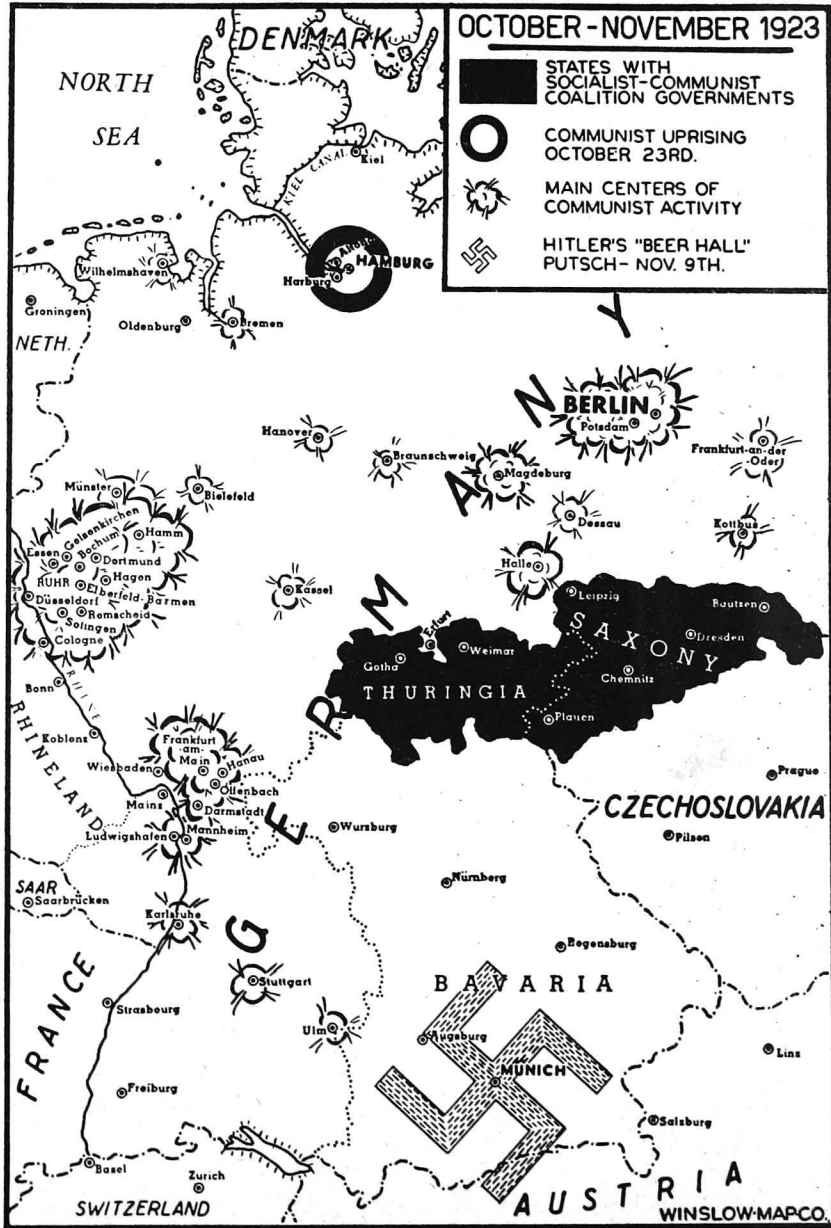 OCTOBER-NOVEMBER 1923
STATES WITH
SOCIALIST-COMMUNIST
COALITION GOVERNMENTS
COMMUNIST UPRISING
OCTOBER 23RD.
MAIN CENTERS OF
COMMUNIST ACTIVITY
HITLER'S "BEER HALL"
PUTSCH- NOV. 9TH.
DENMARK
NORTH
SEA
KIEL CANAL
Kiel
Wilhelmshaven
HAMBURG
Harburg
Groningen
Oldenburg
Bremen
NETH.
GERMANY
BERLIN
Potsdam
Hanover
Braunschweig
Magdeburg
Frankfurt-an-der
-Oder
Münster
Bielefeld
Dessau
Kottbus
Gelsenkirchen
Hamm
Essen
Bochum
Dortmund
Halle
RUHR
Hagen
Kassel
Elberfeld-Barmen
Düsseldorf
Remscheid
Solingen
Cologne
Leipzig
Bautzen
SAXONY
Dresden
Erfurt
Weimar
Gotha
Chemnitz
THURINGIA
Plauen
Bonn
RHINE
RHINELAND
Koblenz
Frankfurt
-am-
Main
Hanau
Wiesbaden
Offenbach
Mainz
Darmstadt
Prague
CZECHOSLOVAKIA
Ludwigshafen
Mannheim
Wurzburg
Pilsen
SAAR
Saarbrücken
Nürnberg
Karlsruhe
Regensburg
FRANCE
Stuttgart
BAVARIA
Strasbourg
Ulm
Augsburg
Linz
MÜNICH
Freiburg
Salzburg
Basel
Zurich
SWITZERLAND
AUSTRIA
WINSLOW·MAP·CO.